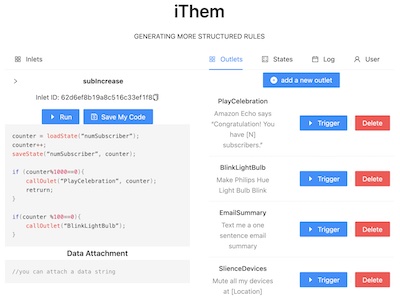 iThem
GENERATING MORE STRUCTURED RULES
Inlets
Outlets
States
Log
User
subIncrease
Inlet ID: 62d6ef8b19a8c516c33ef1f8
Run
Save My Code
counter = loadState("numSubscriber");
counter++;
saveState("numSubscriber", counter);
if (counter%1000==0){
callOulet("PlayCelebration", counter);
retrurn;
}
if(counter %100==0){
callOutlet("BlinkLightBulb");
}
Data Attachment
//you can attach a data string
add a new outlet
PlayCelebration
Amazon Echo says
"Congratulation! You
have [N]
subscribers."
Trigger
Delete
BlinkLightBulb
Make Philips Hue
Light Bulb Blink
Trigger
Delete
EmailSummary
Text me a one
sentence email
summary
Trigger
Delete
SlienceDevices
Mute all my devices
at [Location]
Trigger
Delete